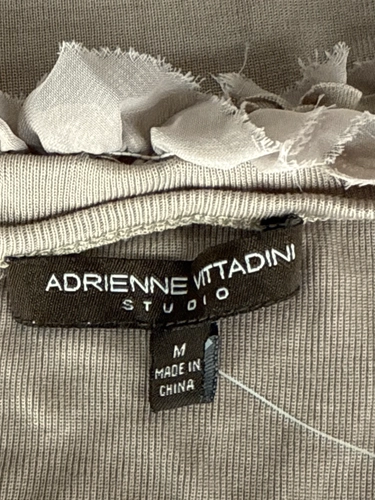 ADRIENNE VITTADINI
STUDIO
M
MADE IN
CHINA